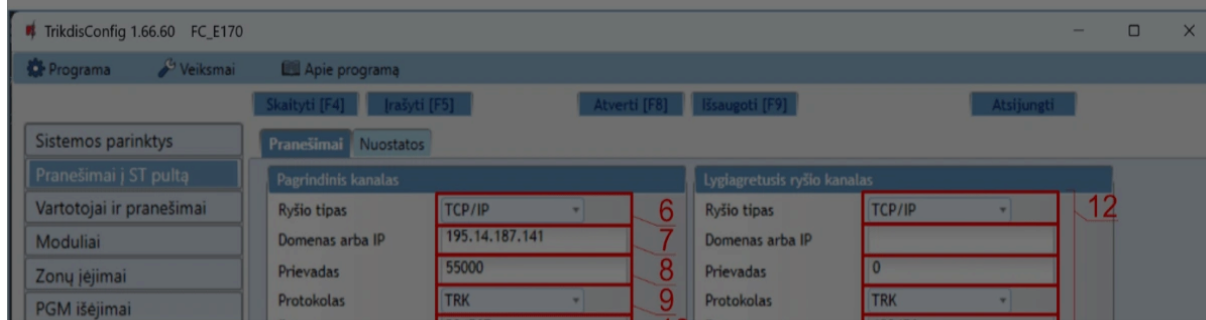 TrikdisConfig 1.66.60 FC_E170
Programa Veiksmai Apie programą
Skaityti [F4] Įrašyti [F5] Atverti [F8] Išsaugoti [F9] Atsijungti
Sistemos parinktys
Pranešimai į ST pultą
Vartotojai ir pranešimai
Moduliai
Zonų įėjimai
PGM išėjimai
Pranešimai Nuostatos
Pagrindinis kanalas
Ryšio tipas TCP/IP 6
Domenas arba IP 195.14.187.141 7
Prievadas 55000 8
Protokolas TRK 9
Lygiagretusis ryšio kanalas
Ryšio tipas TCP/IP 12
Domenas arba IP
Prievadas 0
Protokolas TRK